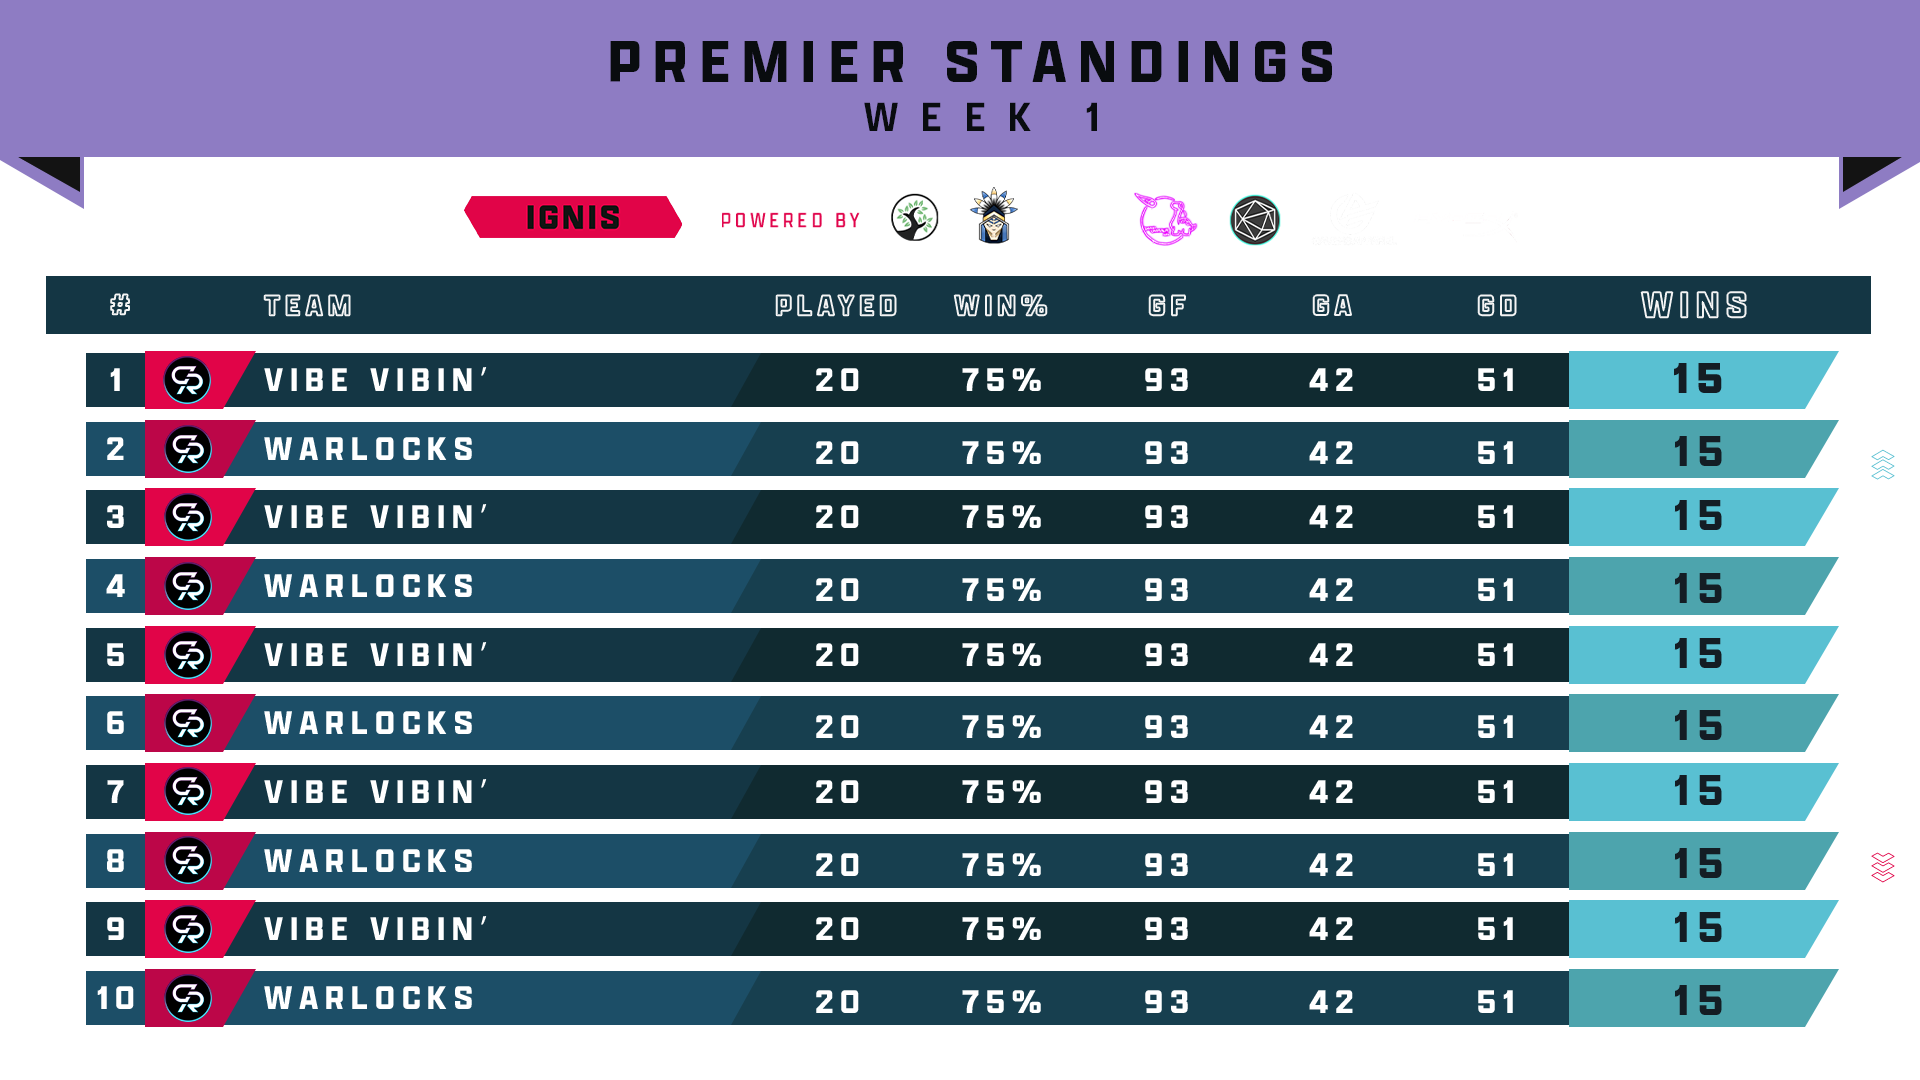 PREMIER STANDINGS
WEEK 1
IGNIS POWERED BY
# TEAM PLAYED WIN% GF GA GD WINS
1 VIBE VIBIN' 20 75% 93 42 51 15
2 WARLOCKS 20 75% 93 42 51 15
3 VIBE VIBIN' 20 75% 93 42 51 15
4 WARLOCKS 20 75% 93 42 51 15
5 VIBE VIBIN' 20 75% 93 42 51 15
6 WARLOCKS 20 75% 93 42 51 15
7 VIBE VIBIN' 20 75% 93 42 51 15
8 WARLOCKS 20 75% 93 42 51 15
9 VIBE VIBIN' 20 75% 93 42 51 15
10 WARLOCKS 20 75% 93 42 51 15